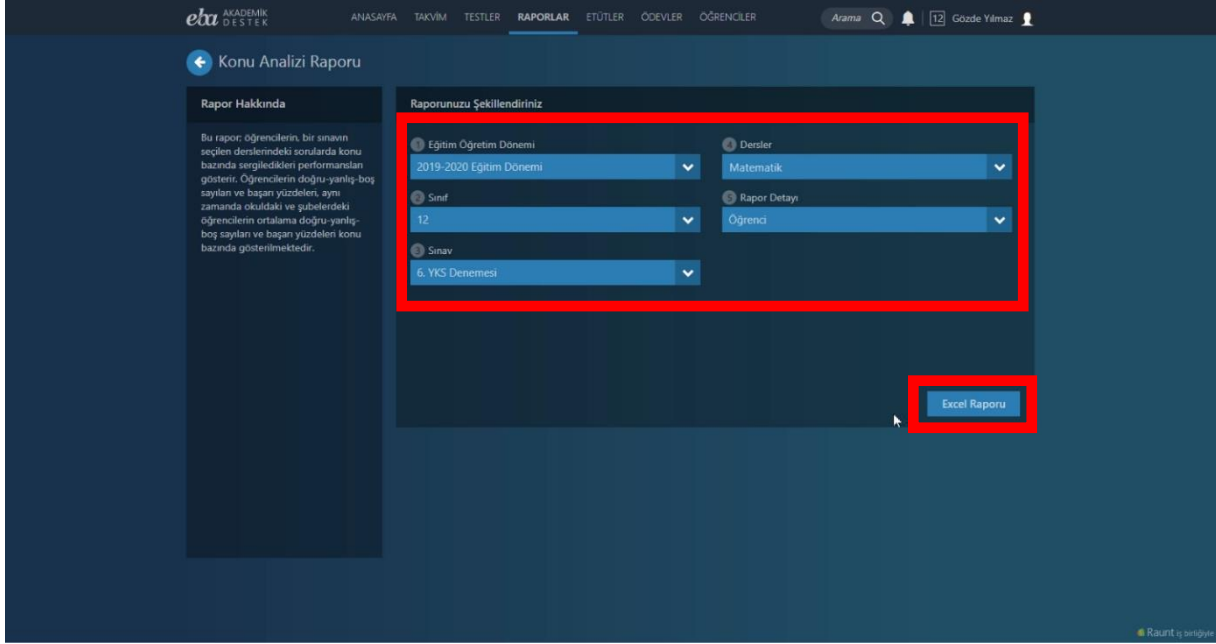 eba AKADEMİK DESTEK
ANASAYFA TAKVİM TESTLER RAPORLAR ETÜTLER ÖDEVLER ÖĞRENCİLER Arama 12 Gözde Yılmaz
Konu Analizi Raporu
Rapor Hakkında
Bu rapor; öğrencilerin, bir sınavın
seçilen derslerindeki sorularda konu
bazında sergiledikleri performansları
gösterir. Öğrencilerin doğru-yanlış-boş
sayıları ve başarı yüzdeleri, aynı
zamanda okuldaki ve şubelerdeki
öğrencilerin ortalama doğru-yanlış-
boş sayıları ve başarı yüzdeleri konu
bazında gösterilmektedir.
Raporunuzu Şekillendiriniz
1 Eğitim Öğretim Dönemi
2019-2020 Eğitim Dönemi
2 Sınıf
12
3 Sınav
6. YKS Denemesi
4 Dersler
Matematik
5 Rapor Detayı
Öğrenci
Excel Raporu
Raunt iş birliğiyle